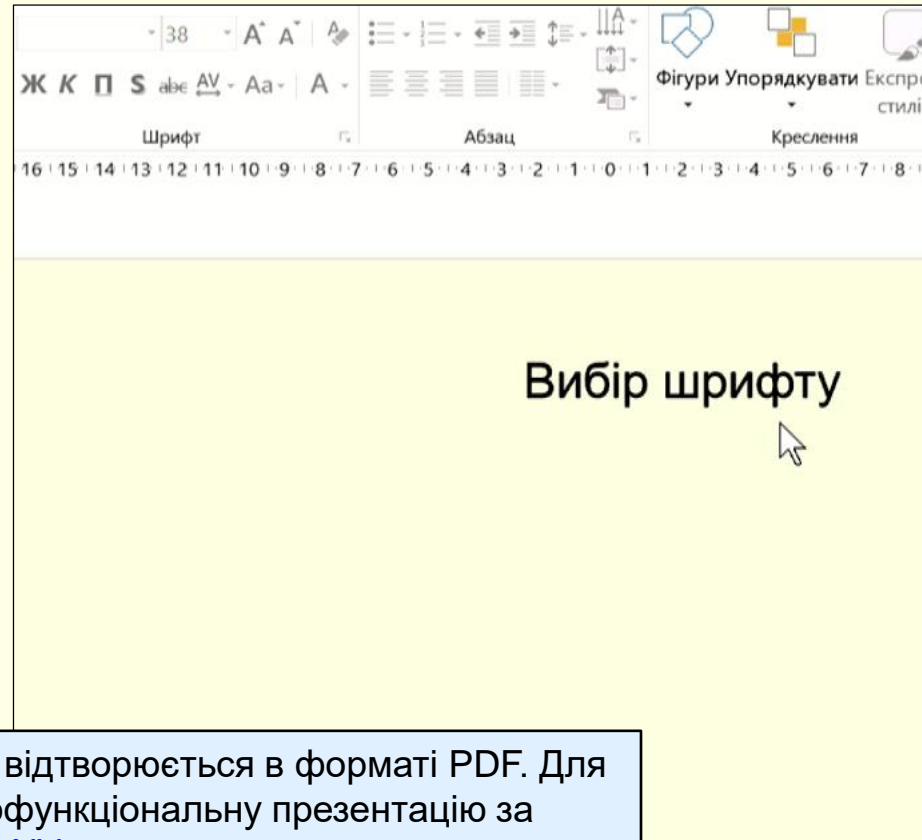 38 A A
Ж К П S abc AV Aa A
Фігури Упорядкувати Експре
стилі
Шрифт Абзац Креслення
16 15 14 13 12 11 10 9 8 7 6 5 4 3 2 1 0 1 2 3 4 5 6 7 8
Вибір шрифту
відтворюється в форматі PDF. Для
офункціональну презентацію за